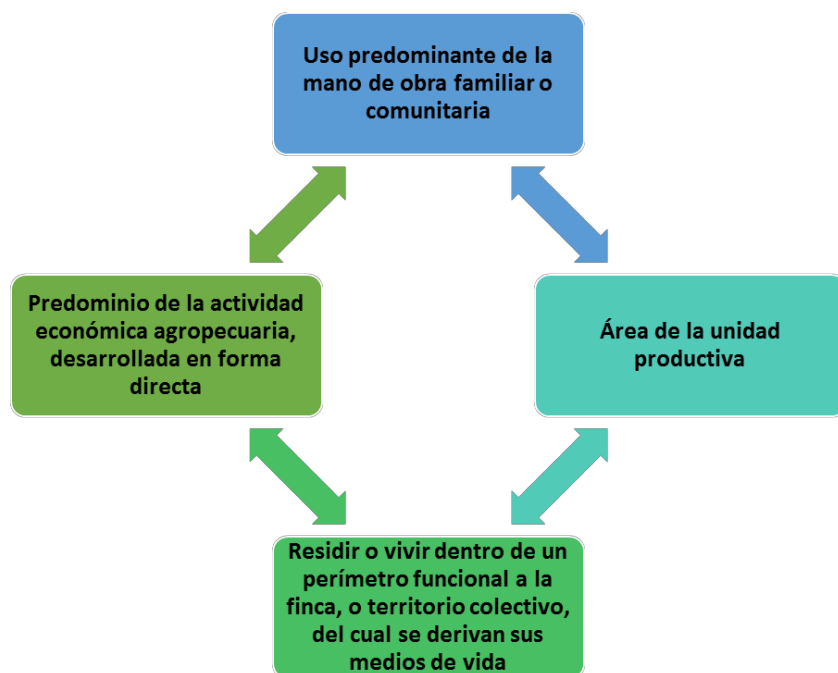 Uso predominante de la
mano de obra familiar o
comunitaria
Predominio de la actividad
económica agropecuaria,
desarrollada en forma
directa
Área de la unidad
productiva
Residir o vivir dentro de un
perímetro funcional a la
finca, o territorio colectivo,
del cual se derivan sus
medios de vida